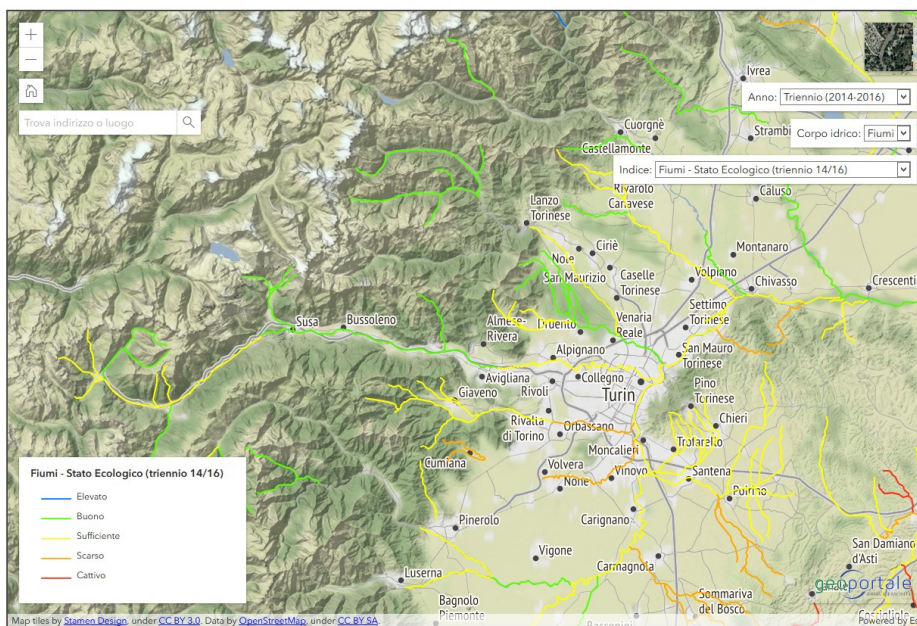 +
Ivrea
−
Anno: Triennio (2014-2016)
Trova indirizzo o luogo
Cuorgnè
Strambi
Corpo idrico: Fiumi
Castellamonte
Indice: Fiumi - Stato Ecologico (triennio 14/16)
Rivarolo
Canavese
Caluso
Lanzo
Torinese
Ciriè
Montanaro
Nole
San Maurizio
Caselle
Torinese
Volpiano
Chivasso
Crescenti
Settimo
Torinese
Susa
Bussoleno
Almese-
Rivera
Druento
Venaria
Reale
Alpignano
San Mauro
Torinese
Avigliana
Collegno
Pino
Torinese
Giaveno
Rivoli
Turin
Chieri
Rivalta
di Torino
Orbassano
Moncalieri
Trofarello
Cumiana
Volvera
Vinovo
Santena
None
Poirino
Fiumi - Stato Ecologico (triennio 14/16)
Elevato
Buono
Sufficiente
Scarso
Cattivo
Carignano
Pinerolo
San Damiano
d'Asti
Vigone
Carmagnola
Luserna
geoportale
Sommariva
del Bosco
Bagnolo
Piemonte
Map tiles by Stamen Design, under CC BY 3.0. Data by OpenStreetMap, under CC BY SA.
Powered by Es